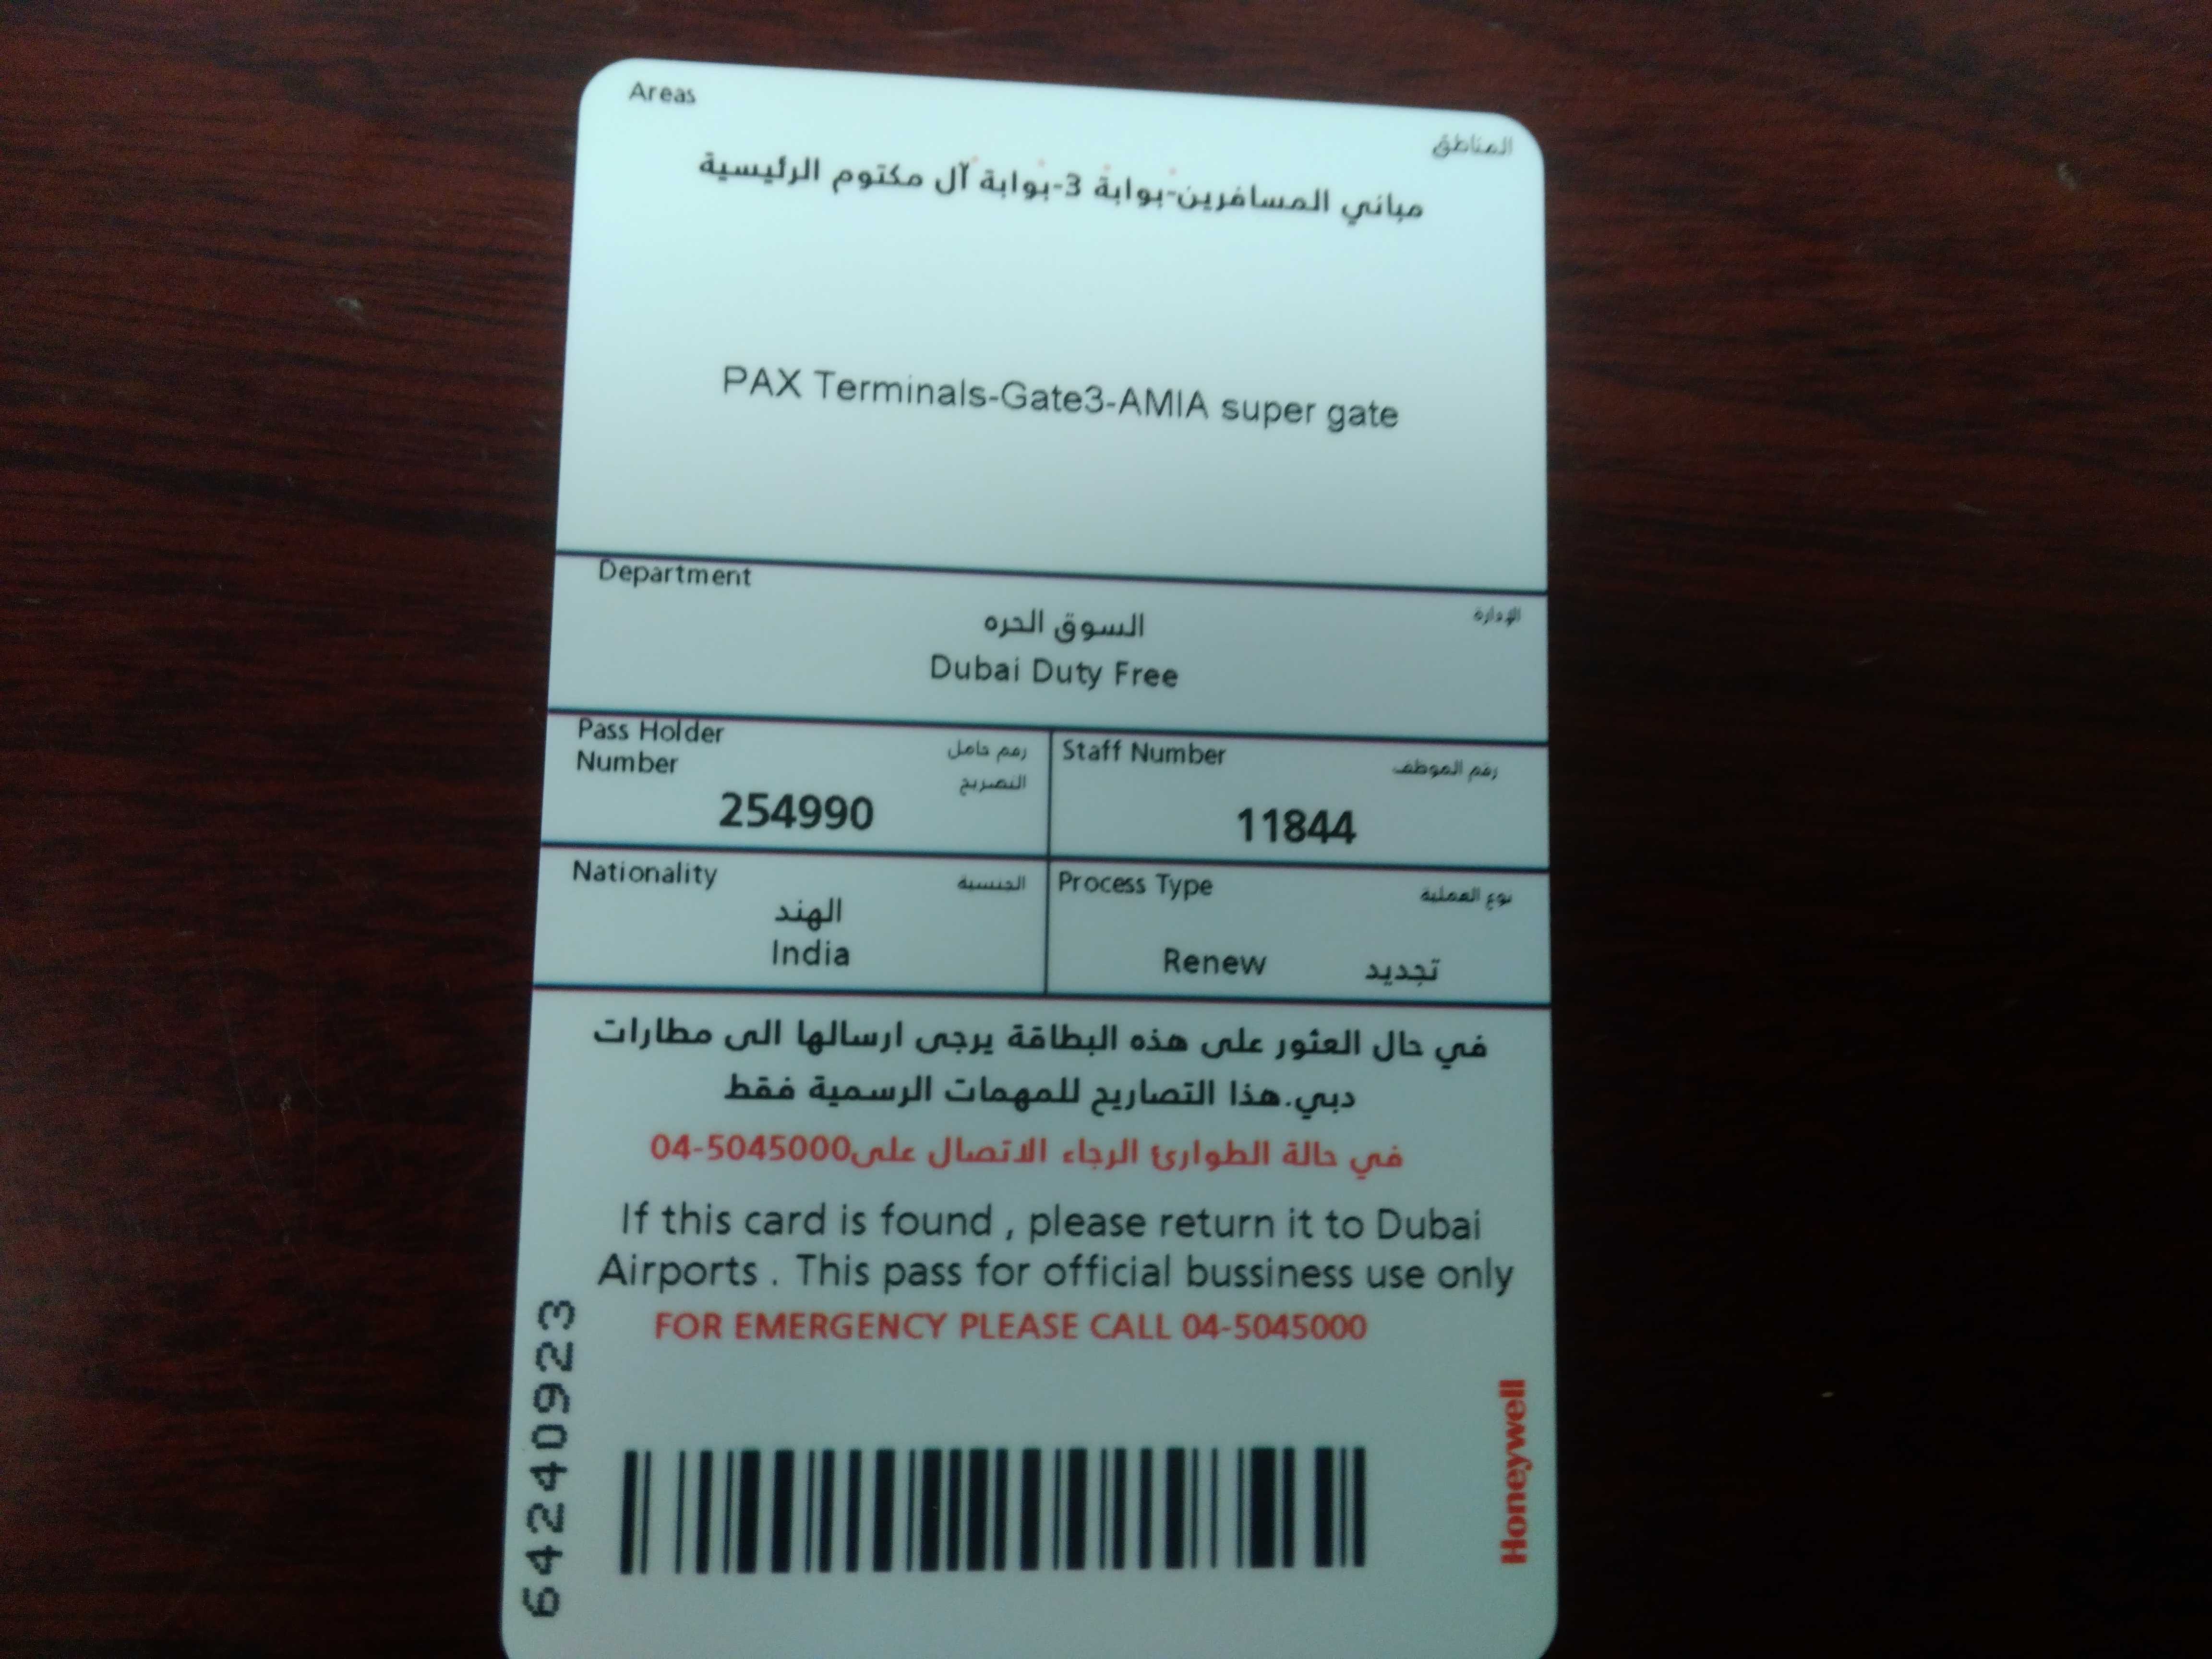 Areas
المناطق
مباني المسافرين-بوابة 3-بوابة آل مكتوم الرئيسية
PAX Terminals-Gate3-AMIA super gate
Department
الإدارة
السوق الحره
Dubai Duty Free
Pass Holder
Number
رقم حامل
التصريح
254990
Staff Number
رقم الموظف
11844
Nationality
الجنسية
الهند
India
Process Type
نوع العملية
Renew تجديد
في حال العثور على هذه البطاقة يرجى ارسالها الى مطارات
دبي.هذا التصاريح للمهمات الرسمية فقط
في حالة الطوارئ الرجاء الاتصال على04-5045000
If this card is found , please return it to Dubai
Airports . This pass for official bussiness use only
FOR EMERGENCY PLEASE CALL 04-5045000
64240923
Honeywell